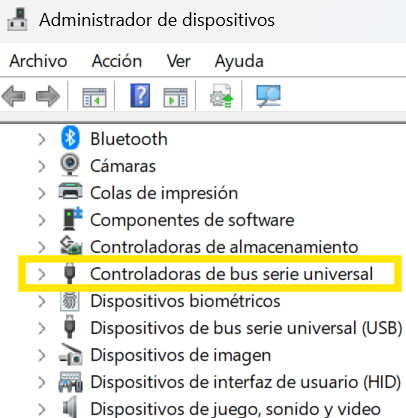 Administrador de dispositivos
Archivo Acción Ver Ayuda
Bluetooth
Cámaras
Colas de impresión
Componentes de software
Controladoras de almacenamiento
Controladoras de bus serie universal
Dispositivos biométricos
Dispositivos de bus serie universal (USB)
Dispositivos de imagen
Dispositivos de interfaz de usuario (HID)
Dispositivos de juego, sonido y video